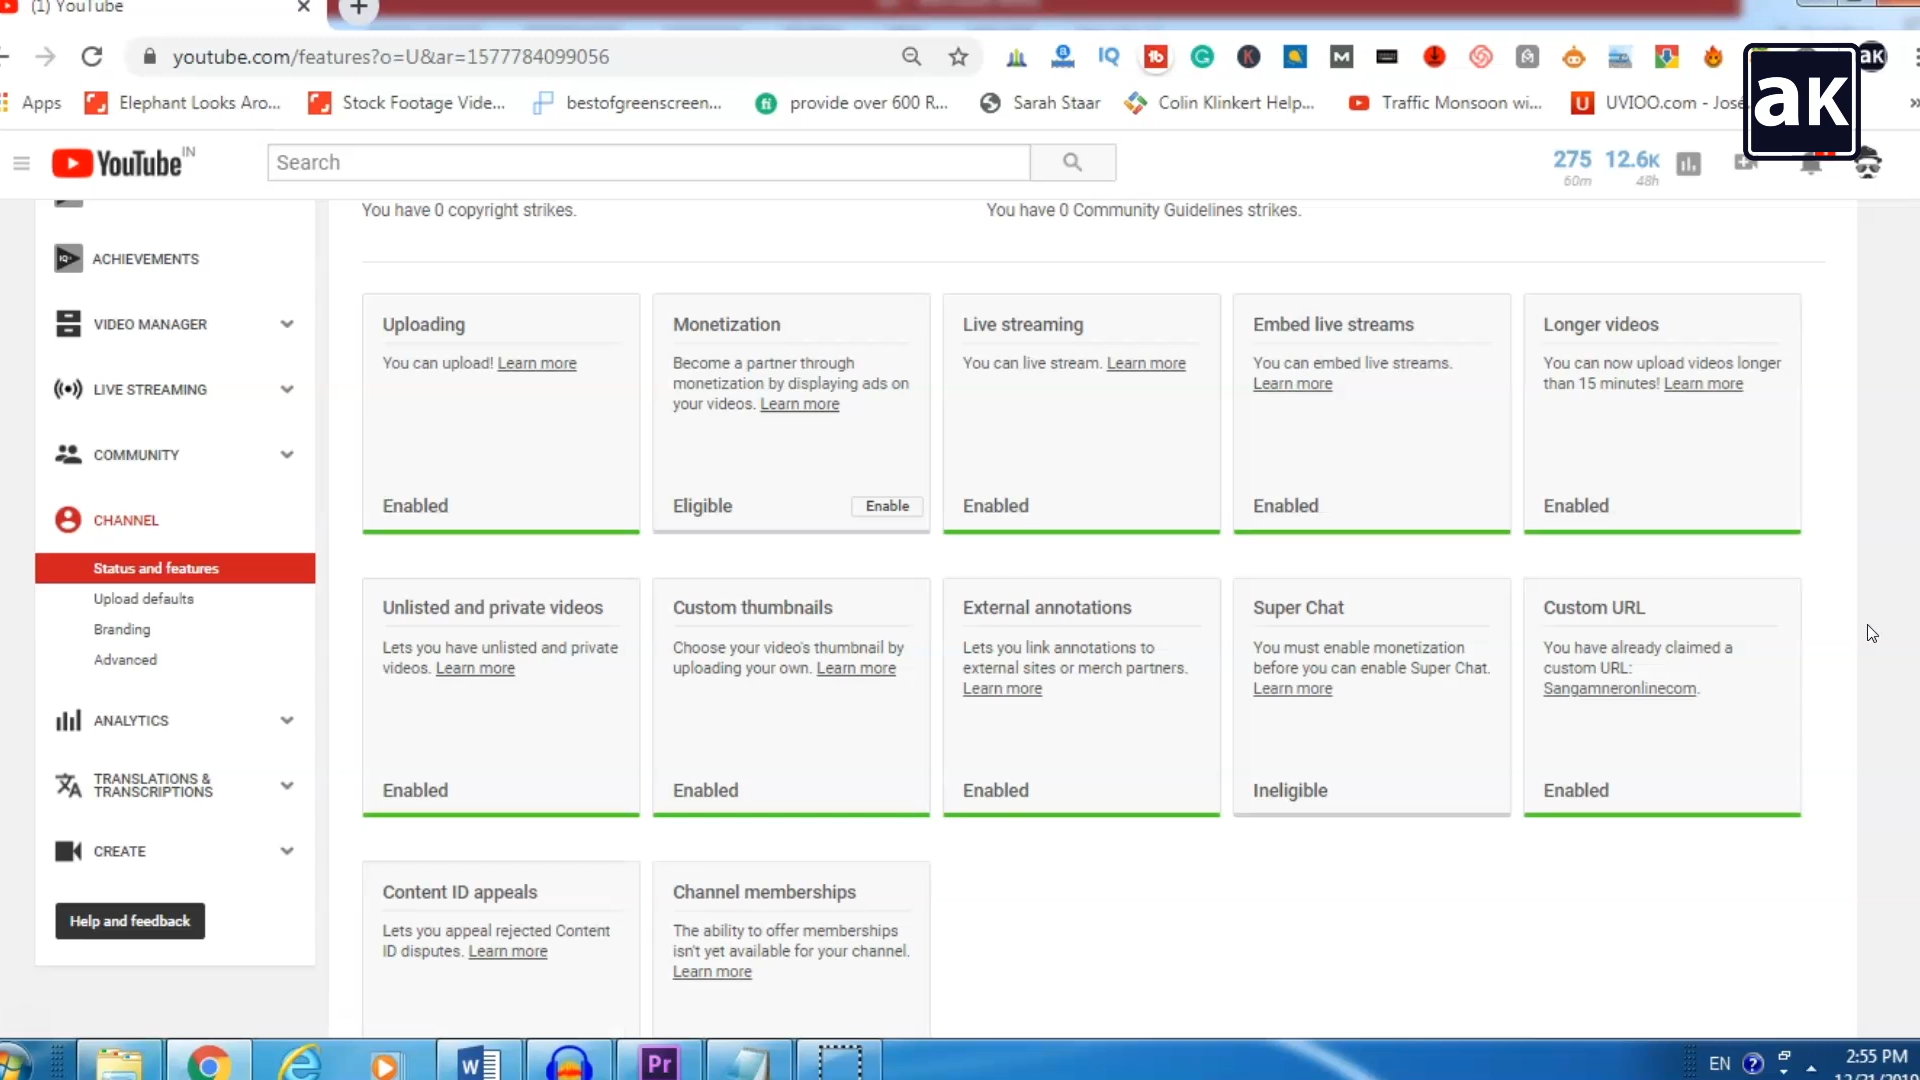 (1) YouTube
youtube.com/features?o=U&ar=1577784099056
Apps
Elephant Looks Aro...
Stock Footage Vide...
bestofgreenscreen...
provide over 600 R...
Sarah Staar
Colin Klinkert Help...
Traffic Monsoon wi...
UVIOO.com - José
ak
YouTube IN
Search
275
60m
12.6K
48h
You have 0 copyright strikes.
You have 0 Community Guidelines strikes.
ACHIEVEMENTS
VIDEO MANAGER
LIVE STREAMING
COMMUNITY
CHANNEL
Status and features
Upload defaults
Branding
Advanced
ANALYTICS
TRANSLATIONS &
TRANSCRIPTIONS
CREATE
Help and feedback
Uploading
You can upload! Learn more
Enabled
Monetization
Become a partner through
monetization by displaying ads on
your videos. Learn more
Eligible
Enable
Live streaming
You can live stream. Learn more
Enabled
Embed live streams
You can embed live streams.
Learn more
Enabled
Longer videos
You can now upload videos longer
than 15 minutes! Learn more
Enabled
Unlisted and private videos
Lets you have unlisted and private
videos. Learn more
Enabled
Custom thumbnails
Choose your video's thumbnail by
uploading your own. Learn more
Enabled
External annotations
Lets you link annotations to
external sites or merch partners.
Learn more
Enabled
Super Chat
You must enable monetization
before you can enable Super Chat.
Learn more
Ineligible
Custom URL
You have already claimed a
custom URL:
Sangamneronlinecom.
Enabled
Content ID appeals
Lets you appeal rejected Content
ID disputes. Learn more
Channel memberships
The ability to offer memberships
isn't yet available for your channel.
Learn more
EN
2:55 PM